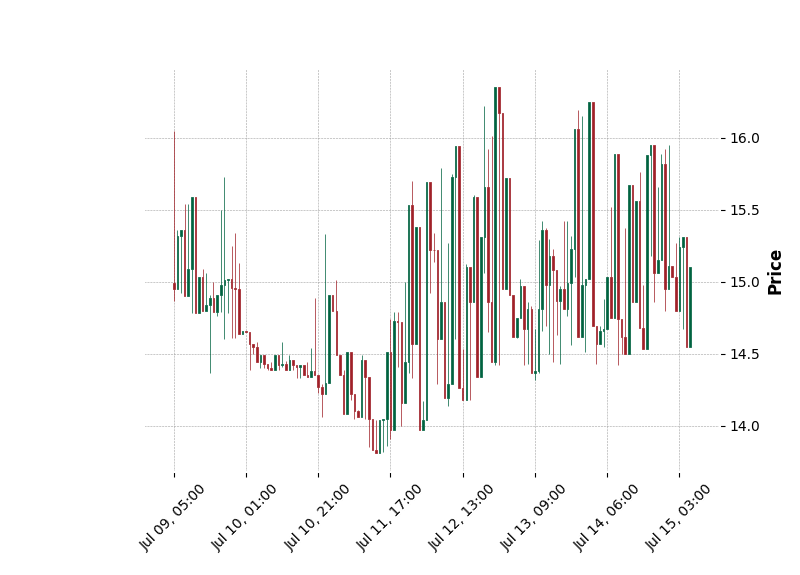 16.0
15.5
15.0
14.5
14.0
Price
Jul 09, 05:00
Jul 10, 01:00
Jul 10, 21:00
Jul 11, 17:00
Jul 12, 13:00
Jul 13, 09:00
Jul 14, 06:00
Jul 15, 03:00